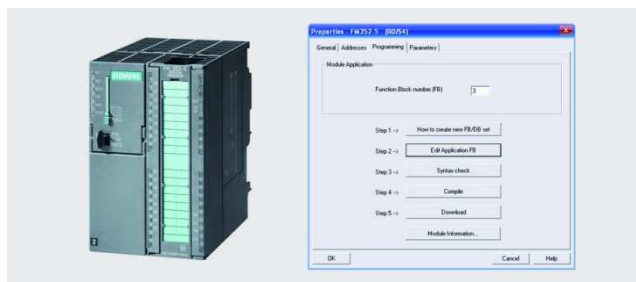 SIEMENS
2
Properties - FM352-5 - (R0/S4)
General
Addresses
Programming
Parameters
Module Application
Function Block number (FB)
3
Step 1 ->
How to create new FB/DB set
Step 2 ->
Edit Application FB
Step 3 ->
Syntax check
Step 4 ->
Compile
Step 5 ->
Download
Module Information...
OK
Cancel
Help